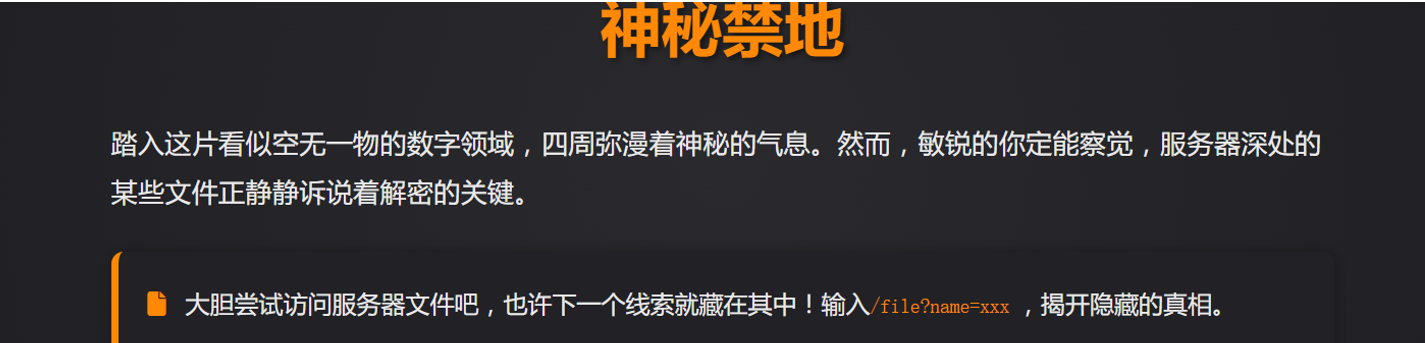 神秘禁地
踏入这片看似空无一物的数字领域，四周弥漫着神秘的气息。然而，敏锐的你定能察觉，服务器深处的
某些文件正静静诉说着解密的关键。
大胆尝试访问服务器文件吧，也许下一个线索就藏在其中！输入/file?name=xxx ，揭开隐藏的真相。